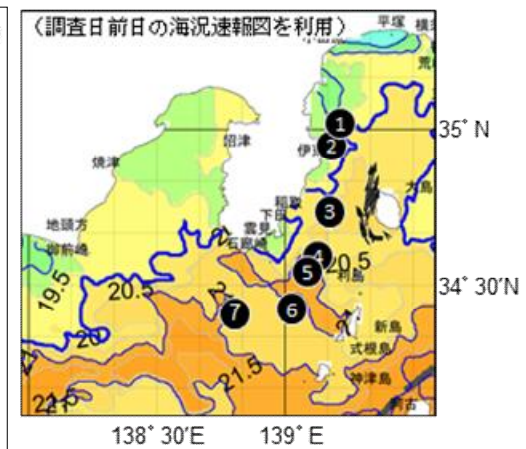 （調査日前日の海況速報図を利用）
平塚
横
荒
沼津
焼津
伊
稲取
下田
雲見
石廊崎
地頭方
御前崎
大島
利島
新島
式根島
神津島
1
2
3
4
5
6
7
19.5
20
20.5
20.5
21
21
21
21.5
21.5
35° N
34° 30′N
138° 30′E
139° E